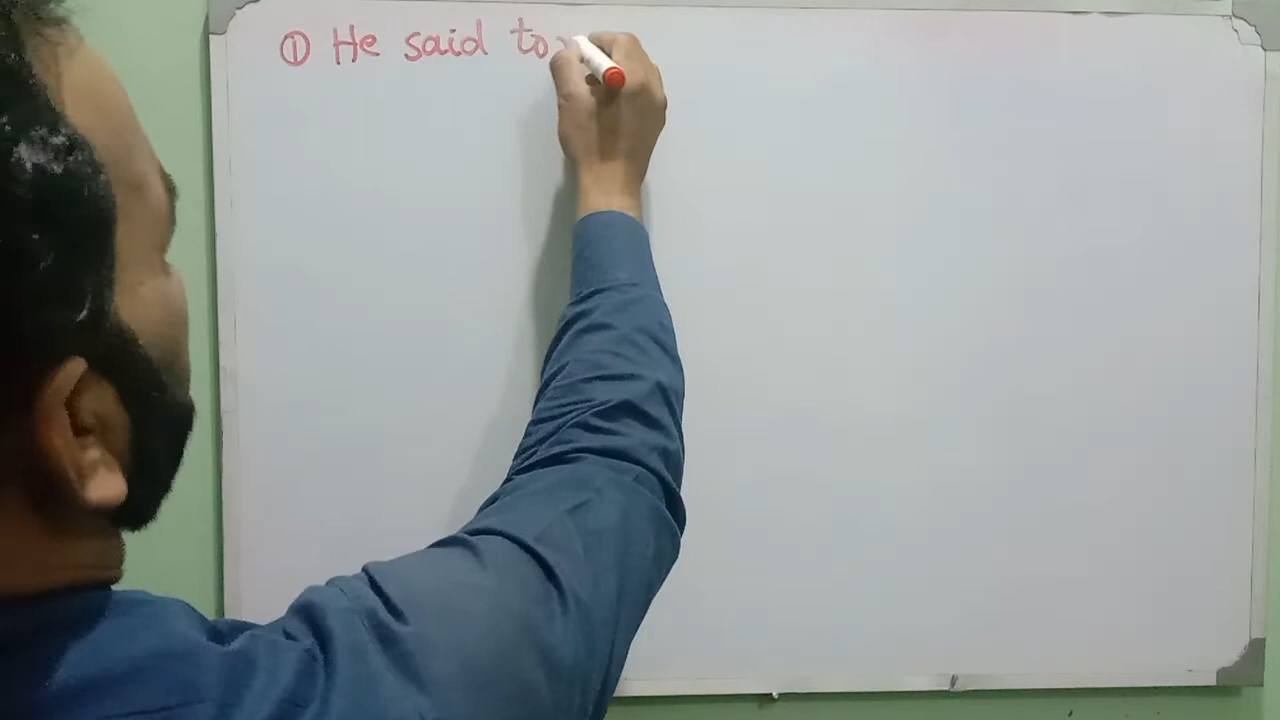 ① He said to